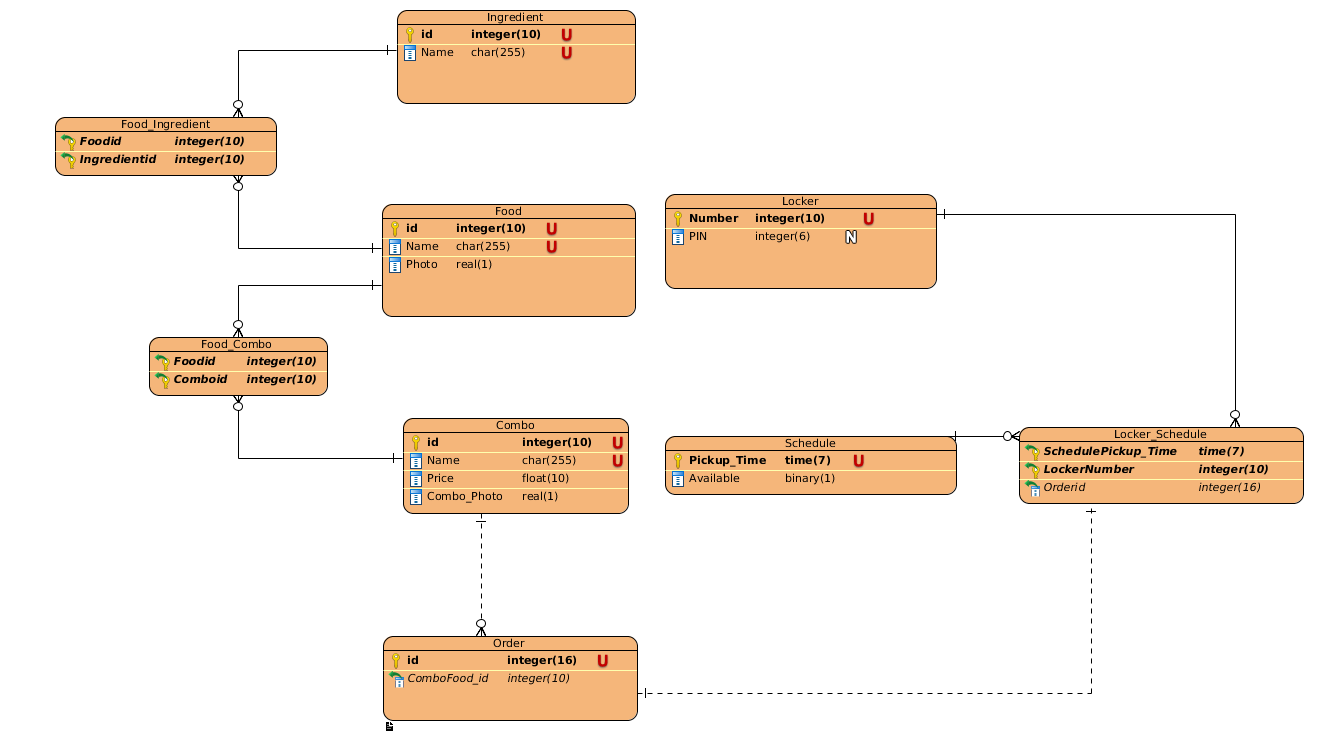 Ingredient
id integer(10) U
Name char(255) U
Food_Ingredient
Foodid integer(10)
Ingredientid integer(10)
Food
id integer(10) U
Name char(255) U
Photo real(1)
Locker
Number integer(10) U
PIN integer(6) N
Food_Combo
Foodid integer(10)
Comboid integer(10)
Combo
id integer(10) U
Name char(255) U
Price float(10)
Combo_Photo real(1)
Schedule
Pickup_Time time(7) U
Available binary(1)
Locker_Schedule
SchedulePickup_Time time(7)
LockerNumber integer(10)
Orderid integer(16)
Order
id integer(16) U
ComboFood_id integer(10)